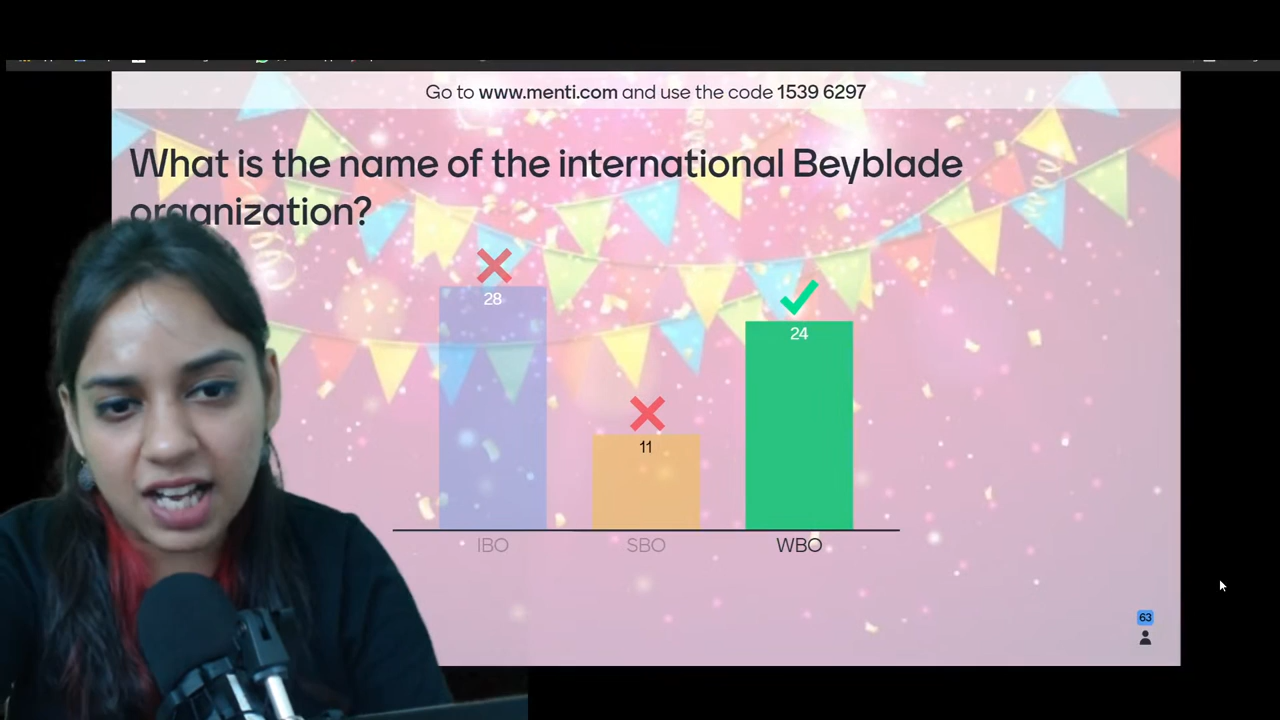 Go to www.menti.com and use the code 1539 6297
What is the name of the international Beyblade
organization?
28
24
11
IBO
SBO
WBO
63